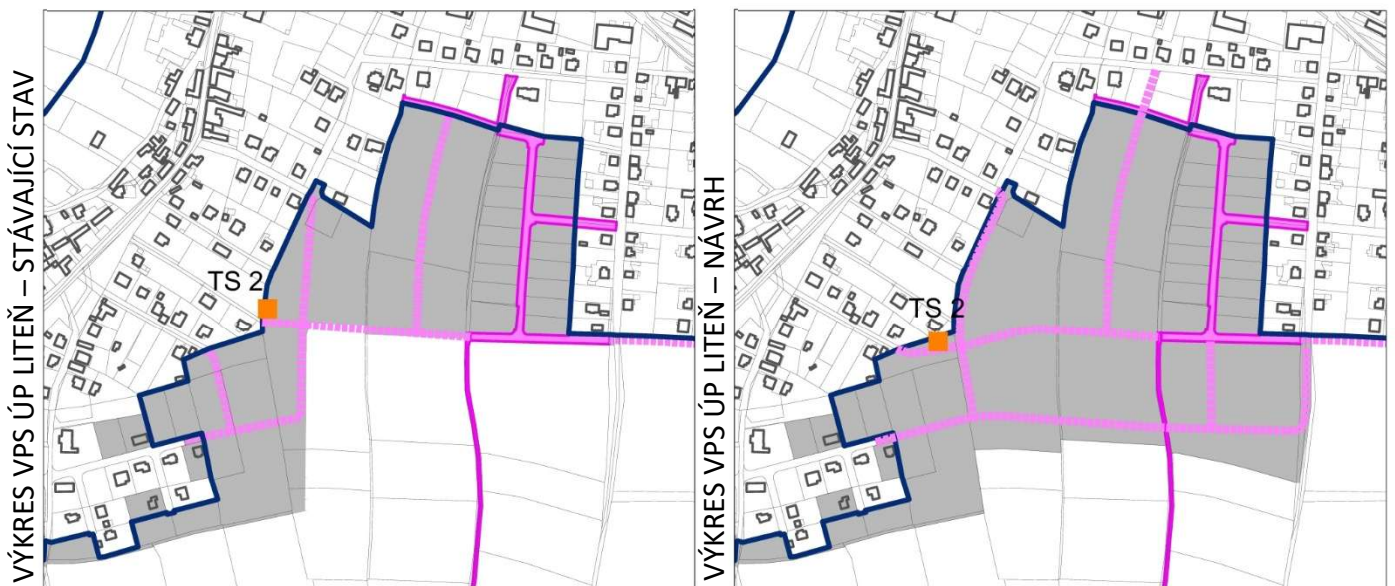 VÝKRES VPS ÚP LITEŇ – STÁVAJÍCÍ STAV
TS 2
VÝKRES VPS ÚP LITEŇ – NÁVRH
TS 2